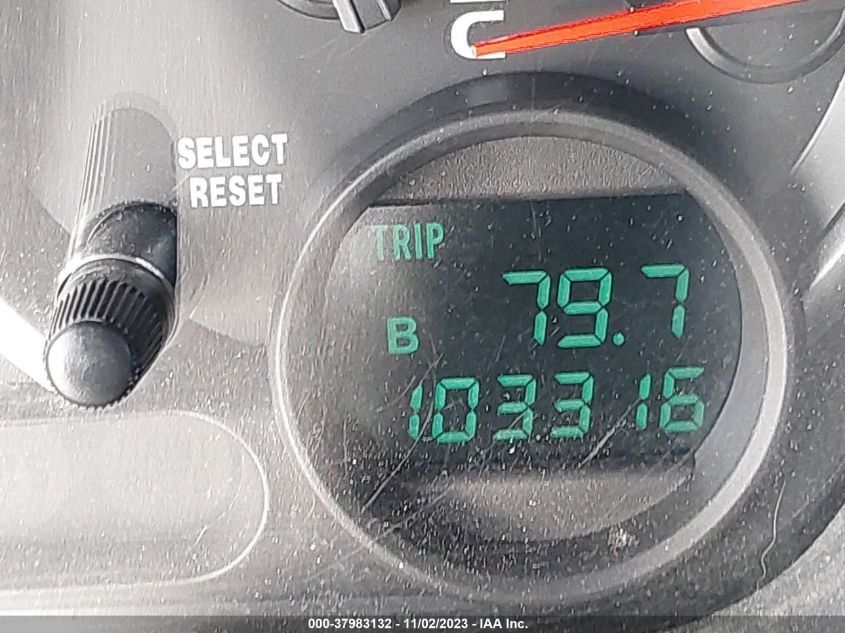 C
SELECT
RESET
TRIP
79.7
B
103316
000-37983132 - 11/02/2023 - IAA Inc.